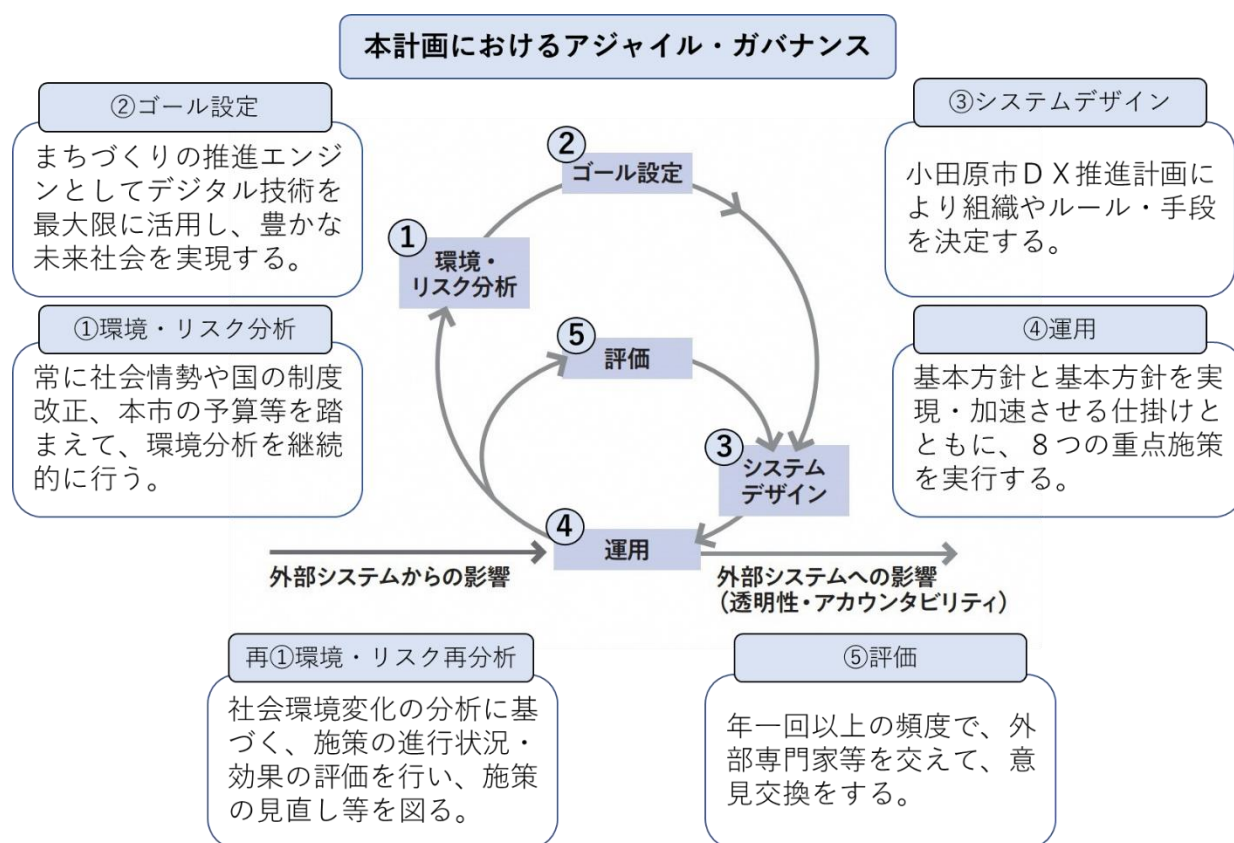 本計画におけるアジャイル・ガバナンス
②ゴール設定
まちづくりの推進エンジ
ンとしてデジタル技術を
最大限に活用し、豊かな
未来社会を実現する。
①環境・リスク分析
常に社会情勢や国の制度
改正、本市の予算等を踏
まえて、環境分析を継続
的に行う。
②
ゴール設定
①
環境・
リスク分析
⑤
評価
③
システム
デザイン
④
運用
外部システムからの影響
外部システムへの影響
(透明性・アカウンタビリティ)
③システムデザイン
小田原市ＤＸ推進計画に
より組織やルール・手段
を決定する。
④運用
基本方針と基本方針を実
現・加速させる仕掛けと
ともに、８つの重点施策
を実行する。
再①環境・リスク再分析
社会環境変化の分析に基
づく、施策の進行状況・
効果の評価を行い、施策
の見直し等を図る。
⑤評価
年一回以上の頻度で、外
部専門家等を交えて、意
見交換をする。